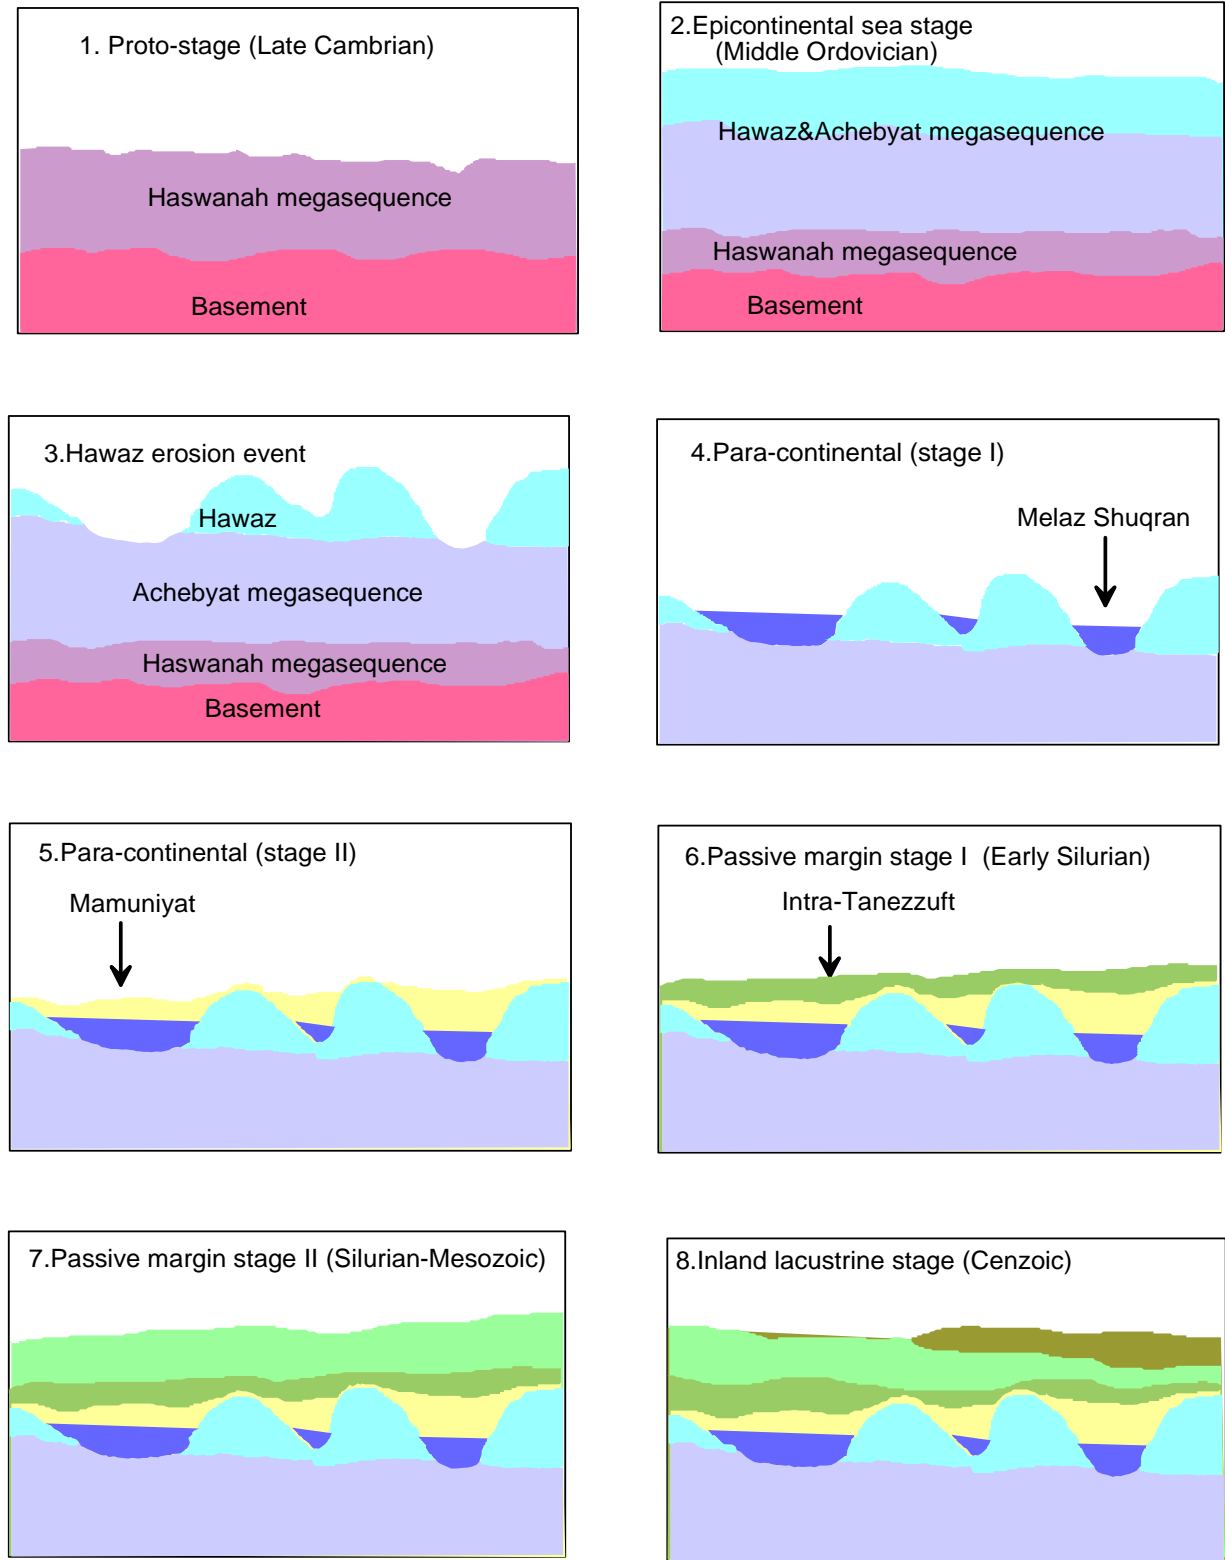 1. Proto-stage (Late Cambrian)
Haswanah megasequence
Basement
2.Epicontinental sea stage
(Middle Ordovician)
Hawaz&Achebyat megasequence
Haswanah megasequence
Basement
3.Hawaz erosion event
Hawaz
Achebyat megasequence
Haswanah megasequence
Basement
4.Para-continental (stage I)
Melaz Shuqran
5.Para-continental (stage II)
Mamuniyat
6.Passive margin stage I (Early Silurian)
Intra-Tanezzuft
7.Passive margin stage II (Silurian-Mesozoic)
8.Inland lacustrine stage (Cenzoic)